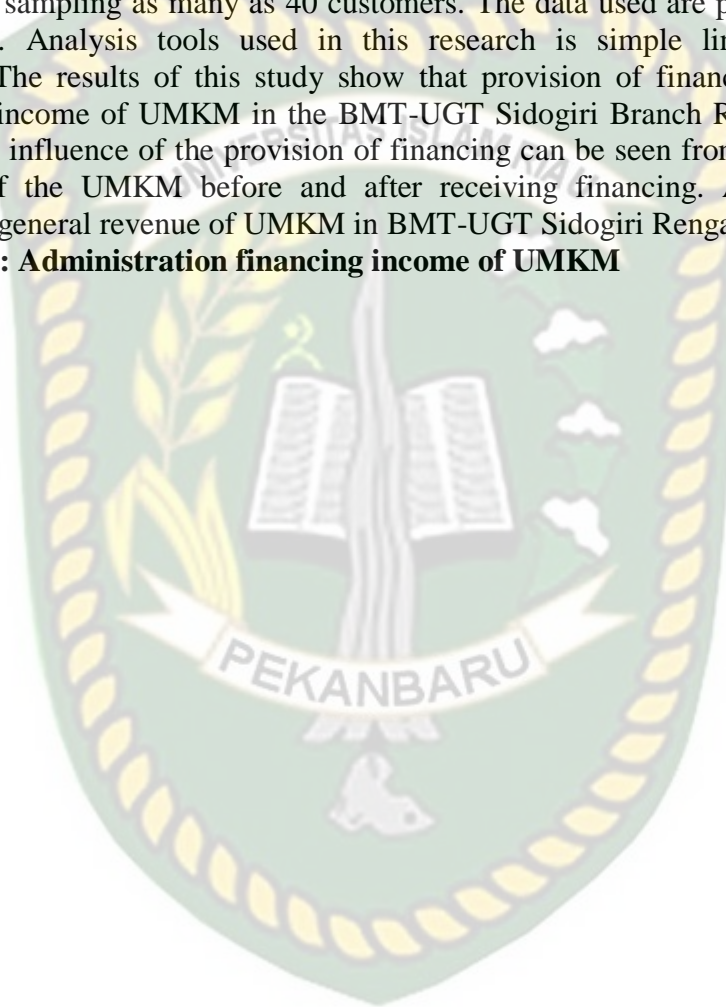 sampling as many as 40 customers. The data used are p
. Analysis tools used in this research is simple lin
The results of this study show that provision of financ
income of UMKM in the BMT-UGT Sidogiri Branch R
influence of the provision of financing can be seen from
f the UMKM before and after receiving financing. A
general revenue of UMKM in BMT-UGT Sidogiri Renga
: Administration financing income of UMKM
UNIVERSITAS ISLAM RIAU
PEKANBARU